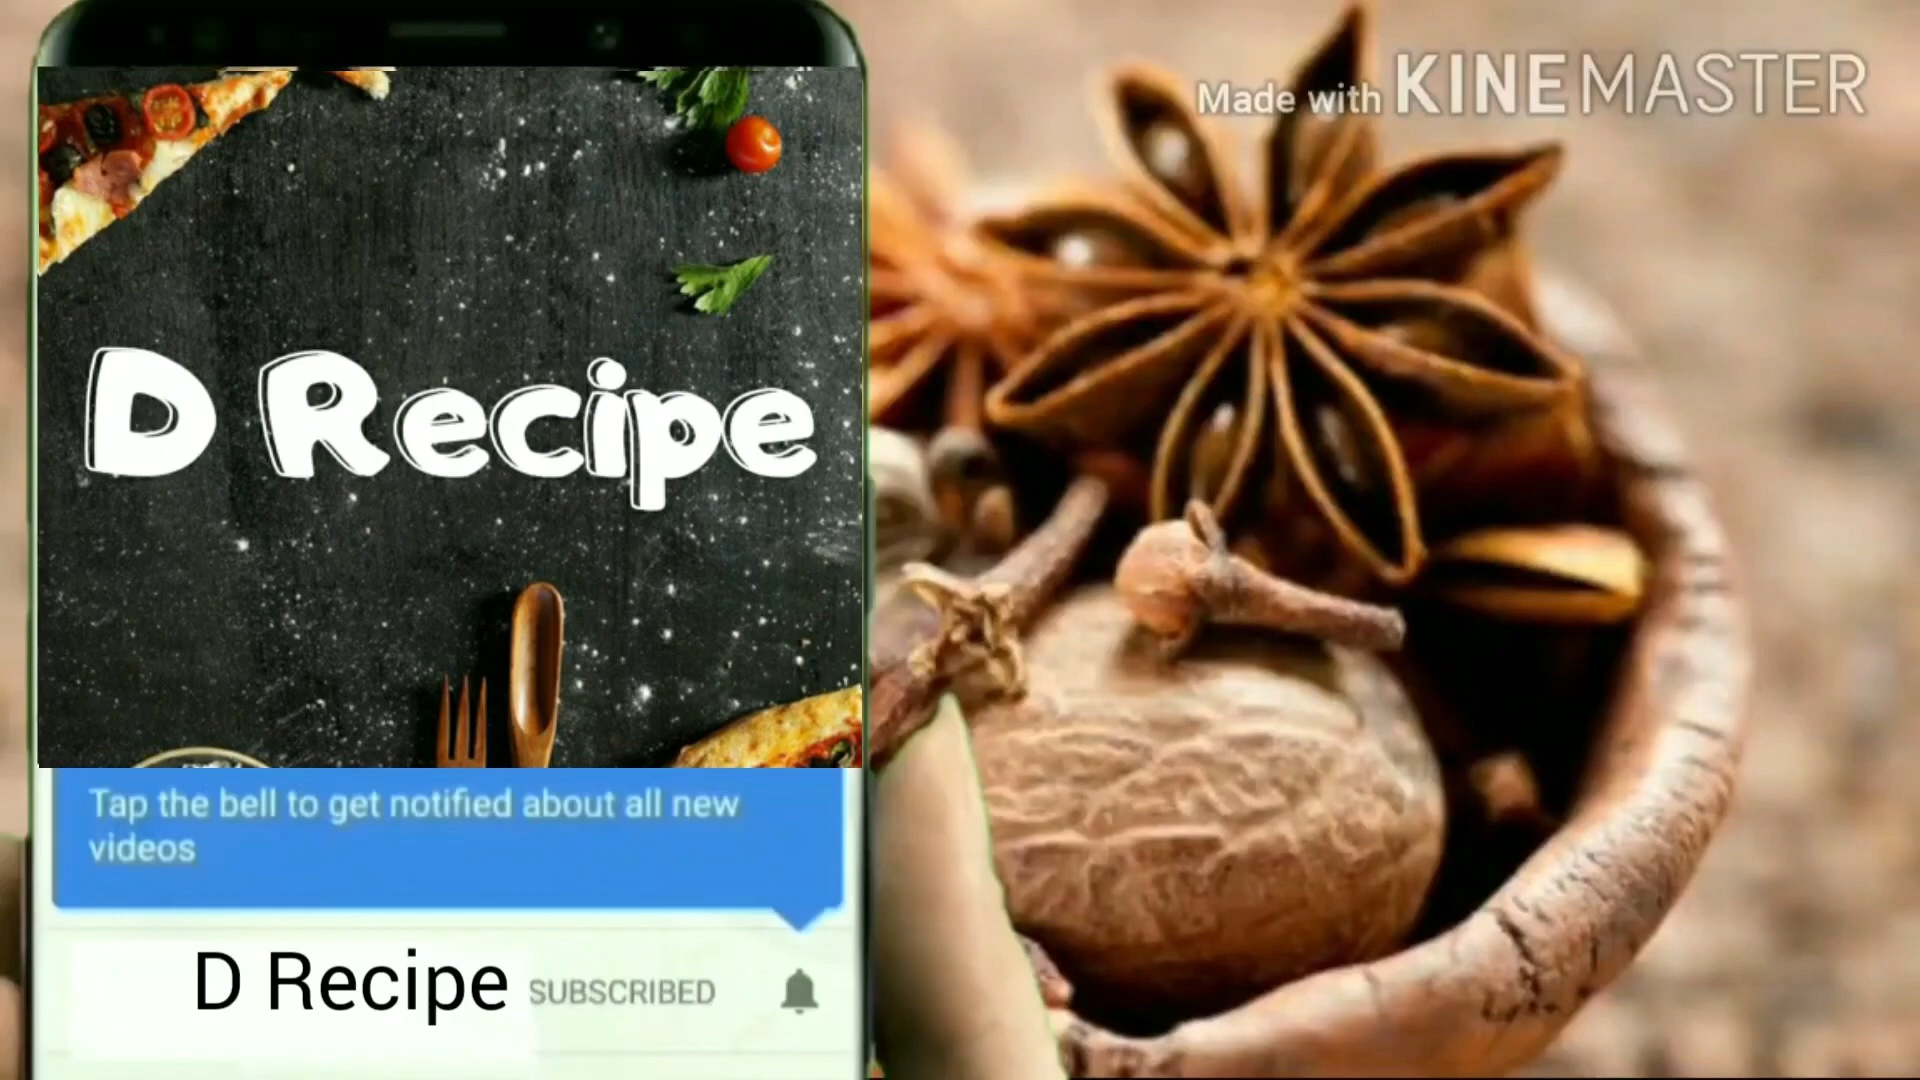 Made with KINEMASTER
D Recipe
Tap the bell to get notified about all new
videos
D Recipe SUBSCRIBED